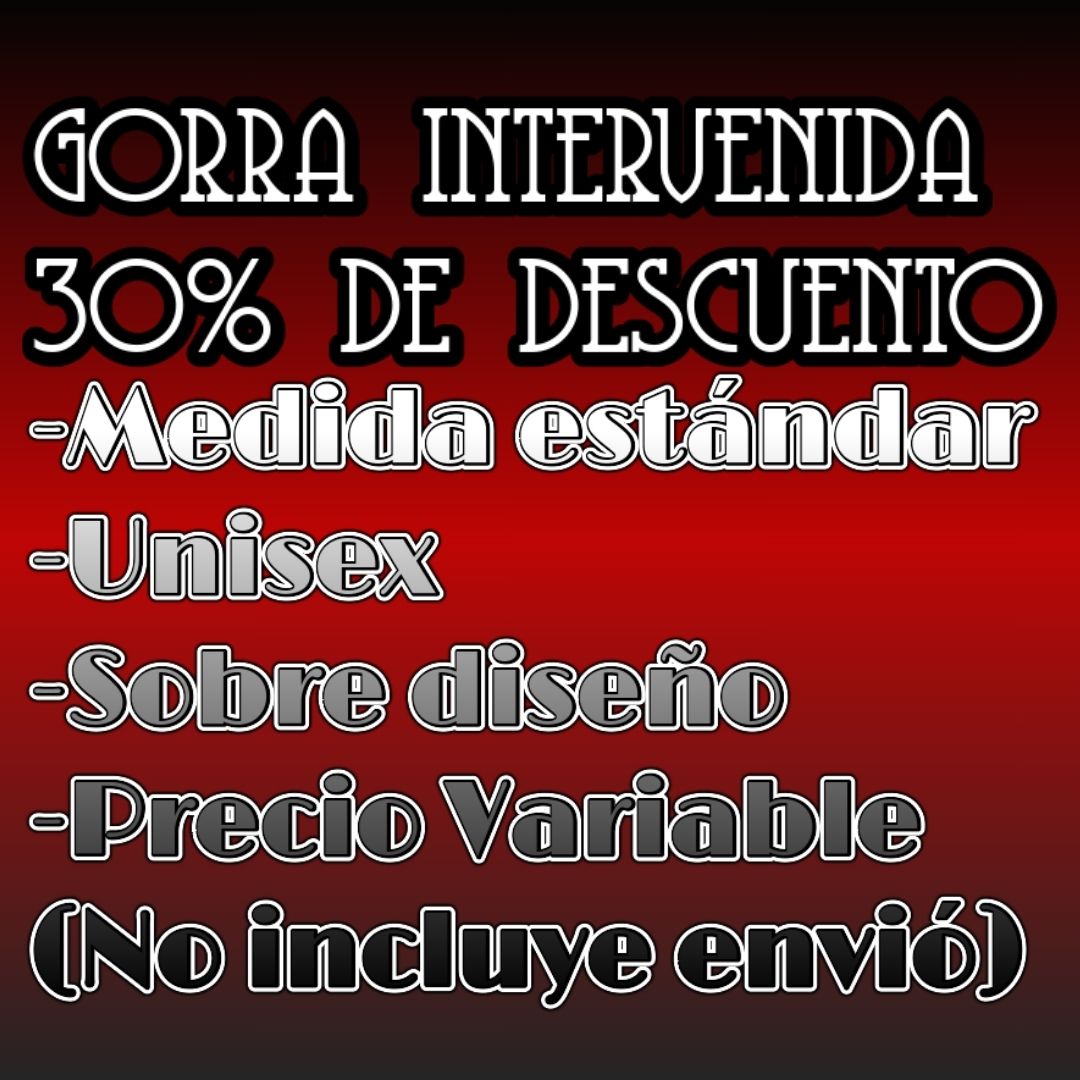 GORRA INTERVENIDA
30% DE DESCUENTO
-Medida estándar
-Unisex
-Sobre diseño
-Precio Variable
(No incluye envió)